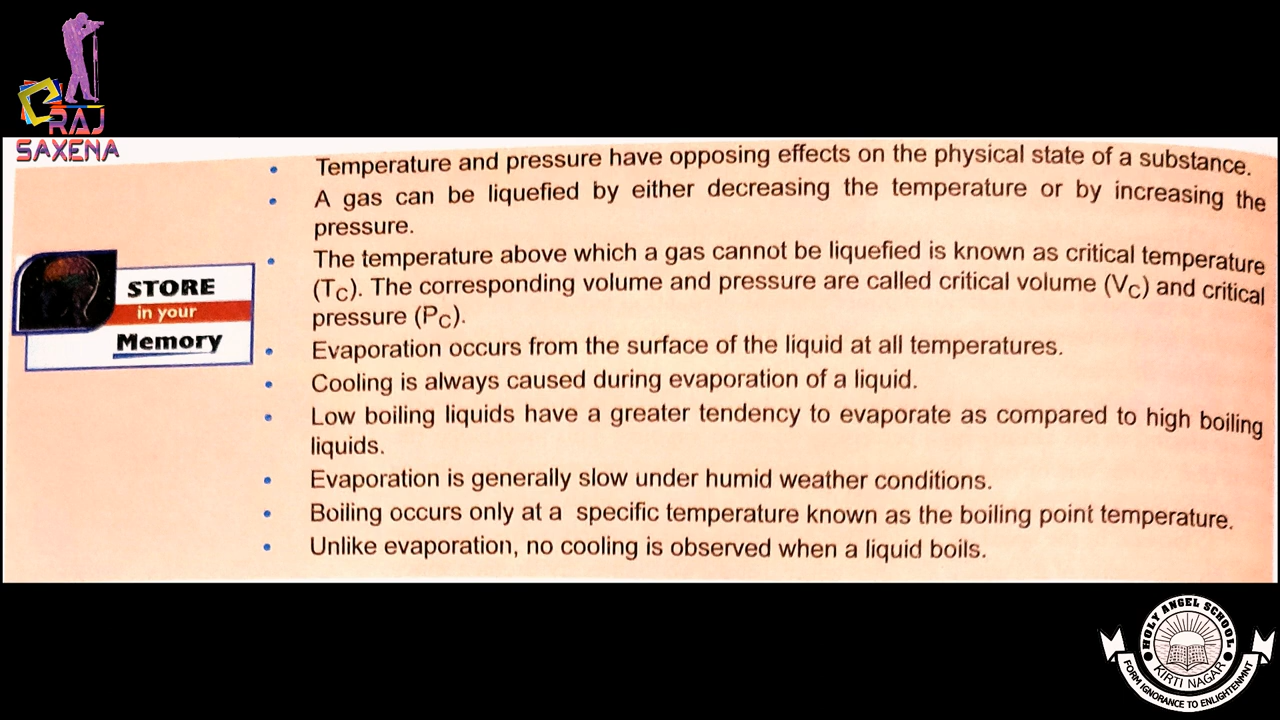 RAJ
SAXENA
STORE
in your
Memory
• Temperature and pressure have opposing effects on the physical state of a substance.
• A gas can be liquefied by either decreasing the temperature or by increasing the
pressure.
• The temperature above which a gas cannot be liquefied is known as critical temperature
(TC). The corresponding volume and pressure are called critical volume (VC) and critical
pressure (PC).
• Evaporation occurs from the surface of the liquid at all temperatures.
• Cooling is always caused during evaporation of a liquid.
• Low boiling liquids have a greater tendency to evaporate as compared to high boiling
liquids.
• Evaporation is generally slow under humid weather conditions.
• Boiling occurs only at a specific temperature known as the boiling point temperature.
• Unlike evaporation, no cooling is observed when a liquid boils.
HOLY ANGEL SCHOOL
KIRTI NAGAR
FORM IGNORANCE TO ENLIGHTENMNT